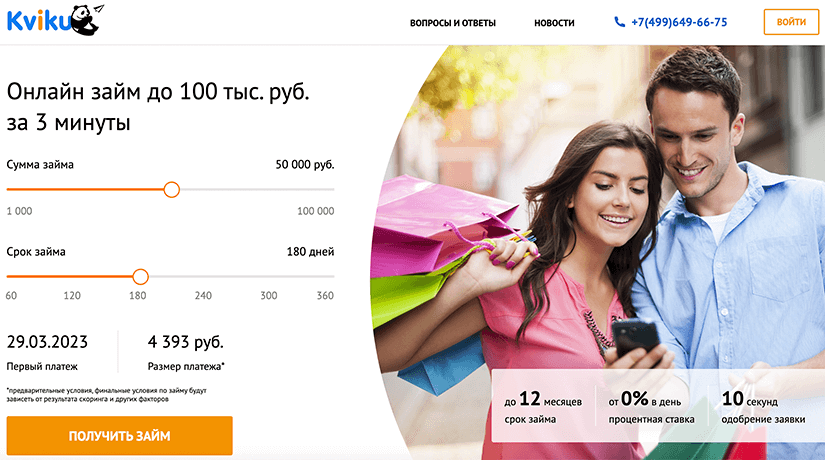 Kviku
ВОПРОСЫ И ОТВЕТЫ
НОВОСТИ
+7(499)649-66-75
ВОЙТИ
Онлайн займ до 100 тыс. руб.
за 3 минуты
Сумма займа
50 000 руб.
1 000
100 000
Срок займа
180 дней
60 120 180 240 300 360
29.03.2023
4 393 руб.
Первый платеж
Размер платежа*
*предварительные условия, финальные условия по займу будут
зависеть от результата скоринга и других факторов
ПОЛУЧИТЬ ЗАЙМ
до 12 месяцев
срок займа
от 0% в день
процентная ставка
10 секунд
одобрение заявки